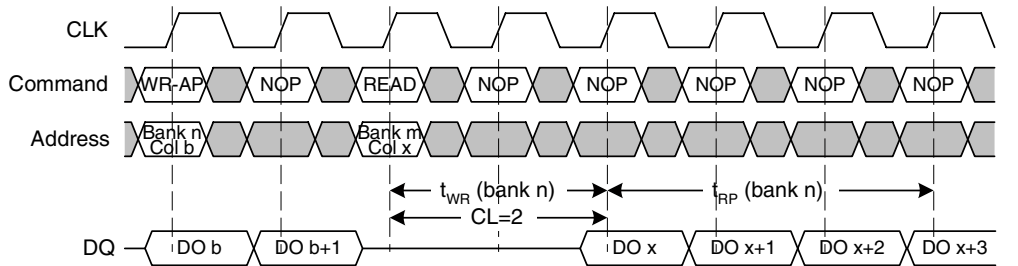 CLK
Command WR-AP NOP READ NOP NOP NOP NOP NOP
Address Bank n Col b Bank m Col x
tWR (bank n) tRP (bank n)
CL=2
DQ DO b DO b+1 DO x DO x+1 DO x+2 DO x+3